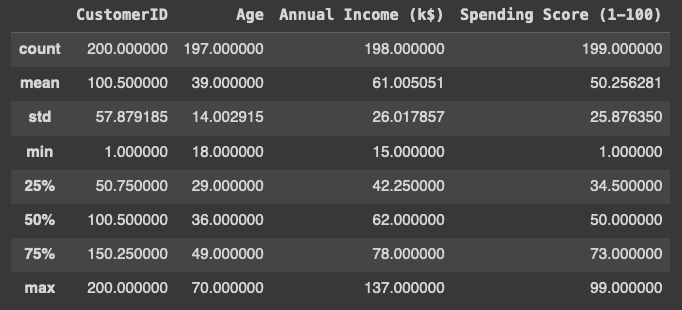 CustomerID Age Annual Income (k$) Spending Score (1-100)
count 200.000000 197.000000 198.000000 199.000000
mean 100.500000 39.000000 61.005051 50.256281
std 57.879185 14.002915 26.017857 25.876350
min 1.000000 18.000000 15.000000 1.000000
25% 50.750000 29.000000 42.250000 34.500000
50% 100.500000 36.000000 62.000000 50.000000
75% 150.250000 49.000000 78.000000 73.000000
max 200.000000 70.000000 137.000000 99.000000